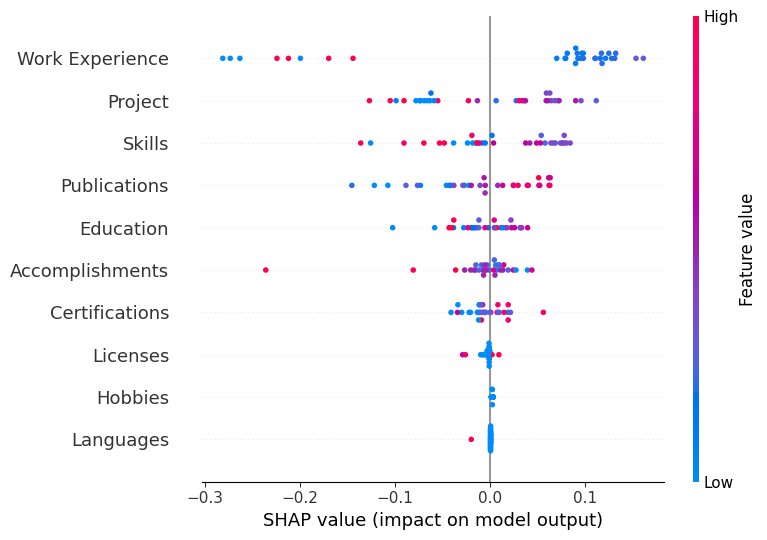 High
Work Experience
Project
Skills
Publications
Education
Accomplishments
Certifications
Licenses
Hobbies
Languages
Low
Feature value
−0.3 −0.2 −0.1 0.0 0.1
SHAP value (impact on model output)